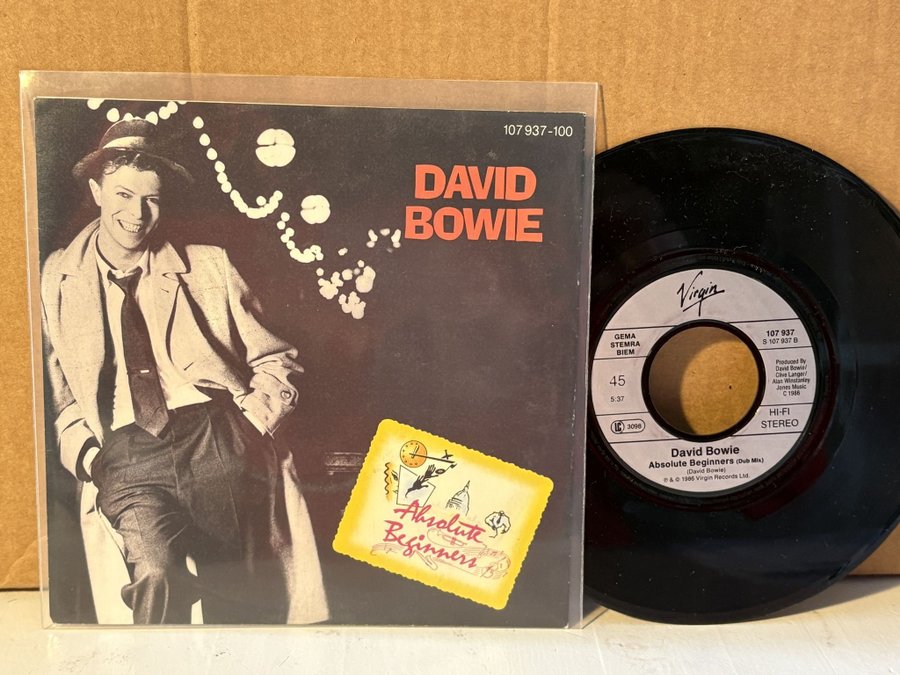 107 937-100
DAVID
BOWIE
Absolute
Beginners
Virgin
GEMA
STEMRA
BIEM
107 937
S 107 937 B
45
5:37
Produced by
David Bowie/
Clive Langer/
Alan Winstanley
Jones Music
C 1986
LC 3098
HI-FI
STEREO
David Bowie
Absolute Beginners (Dub Mix)
(David Bowie)
℗ & © 1986 Virgin Records Ltd.